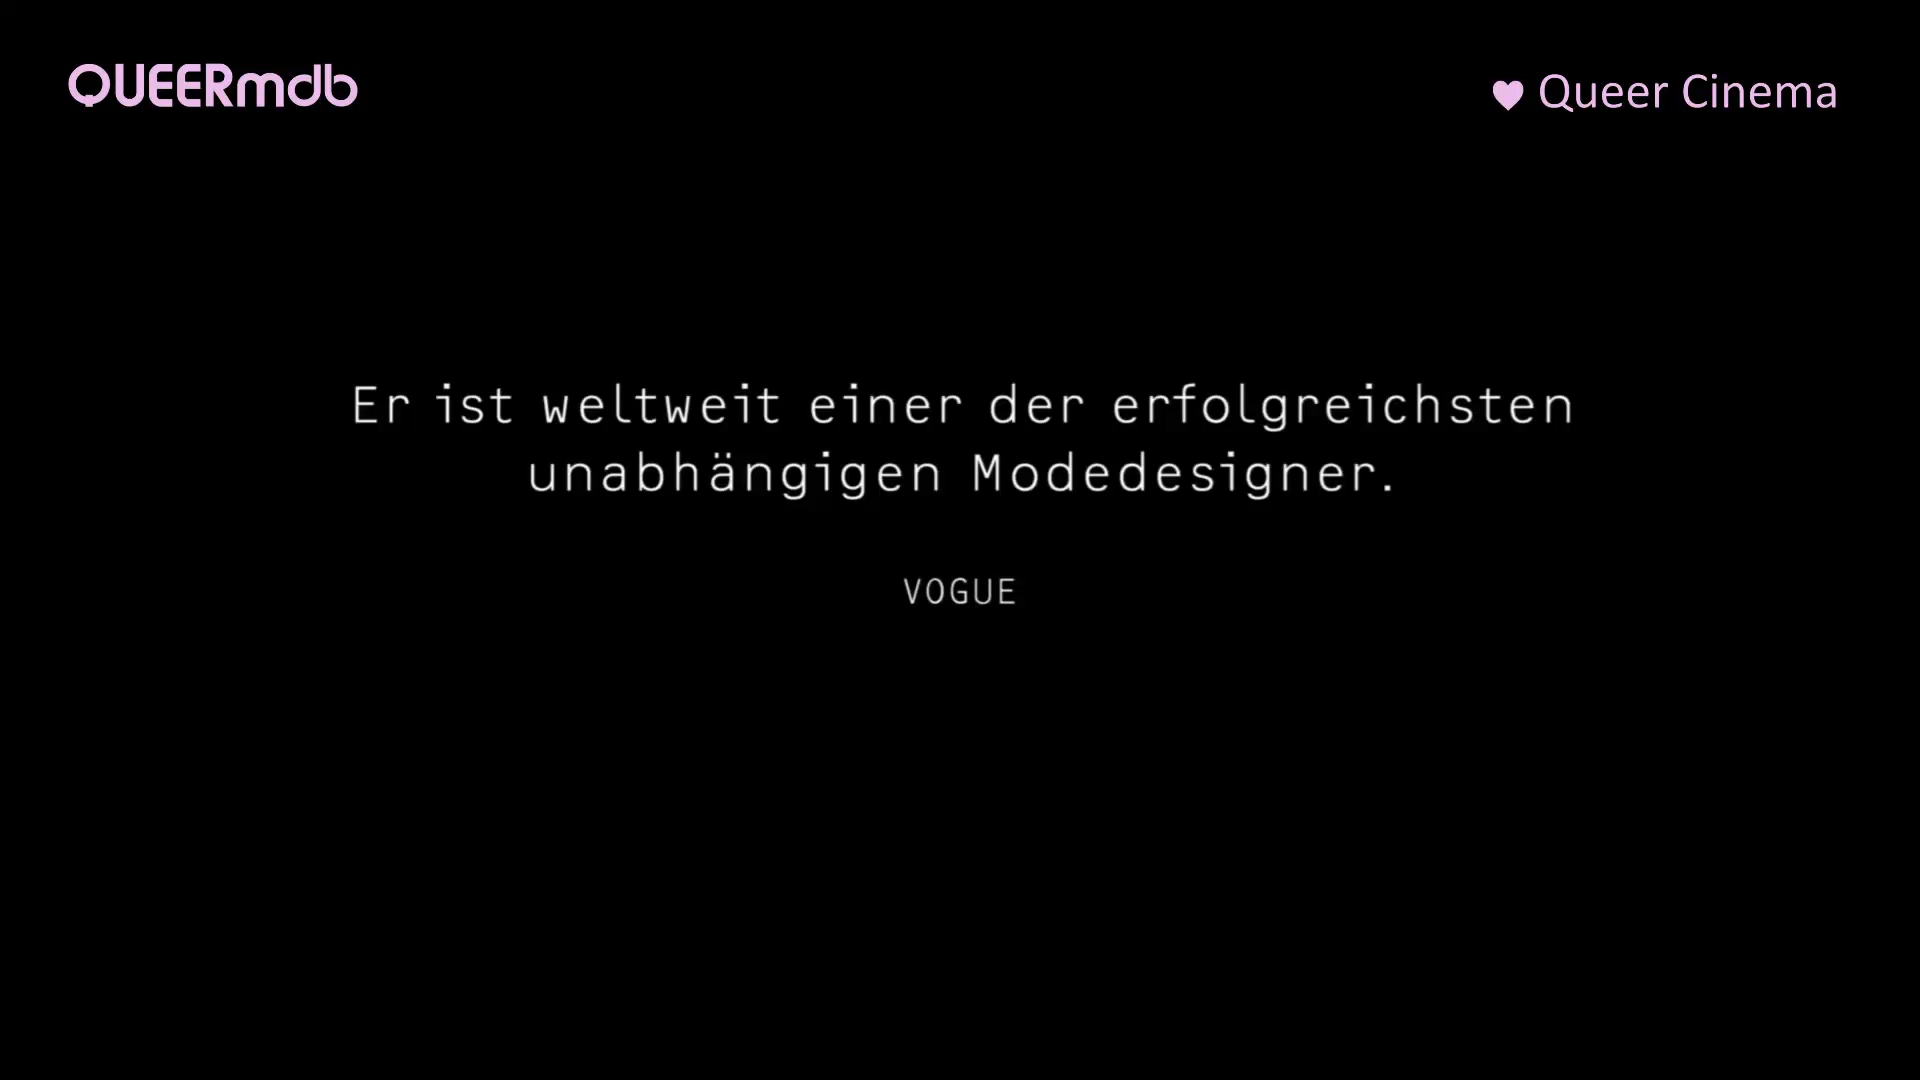 QUEERmdb
♥ Queer Cinema
Er ist weltweit einer der erfolgreichsten
unabhängigen Modedesigner.
VOGUE